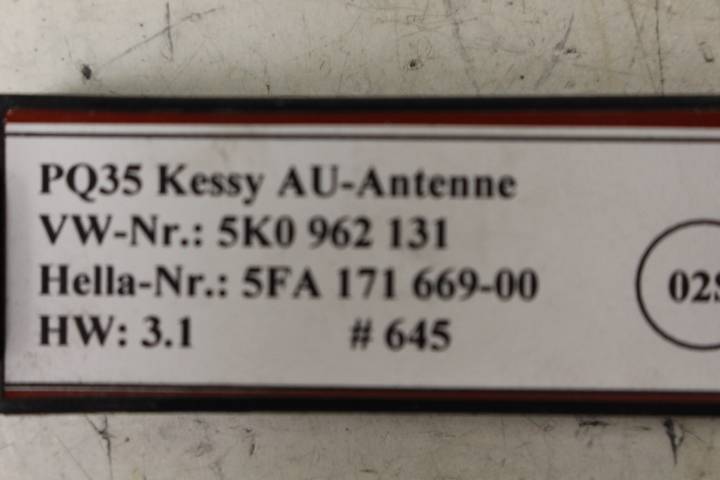 PQ35 Kessy AU-Antenne
VW-Nr.: 5K0 962 131
Hella-Nr.: 5FA 171 669-00
HW: 3.1 # 645